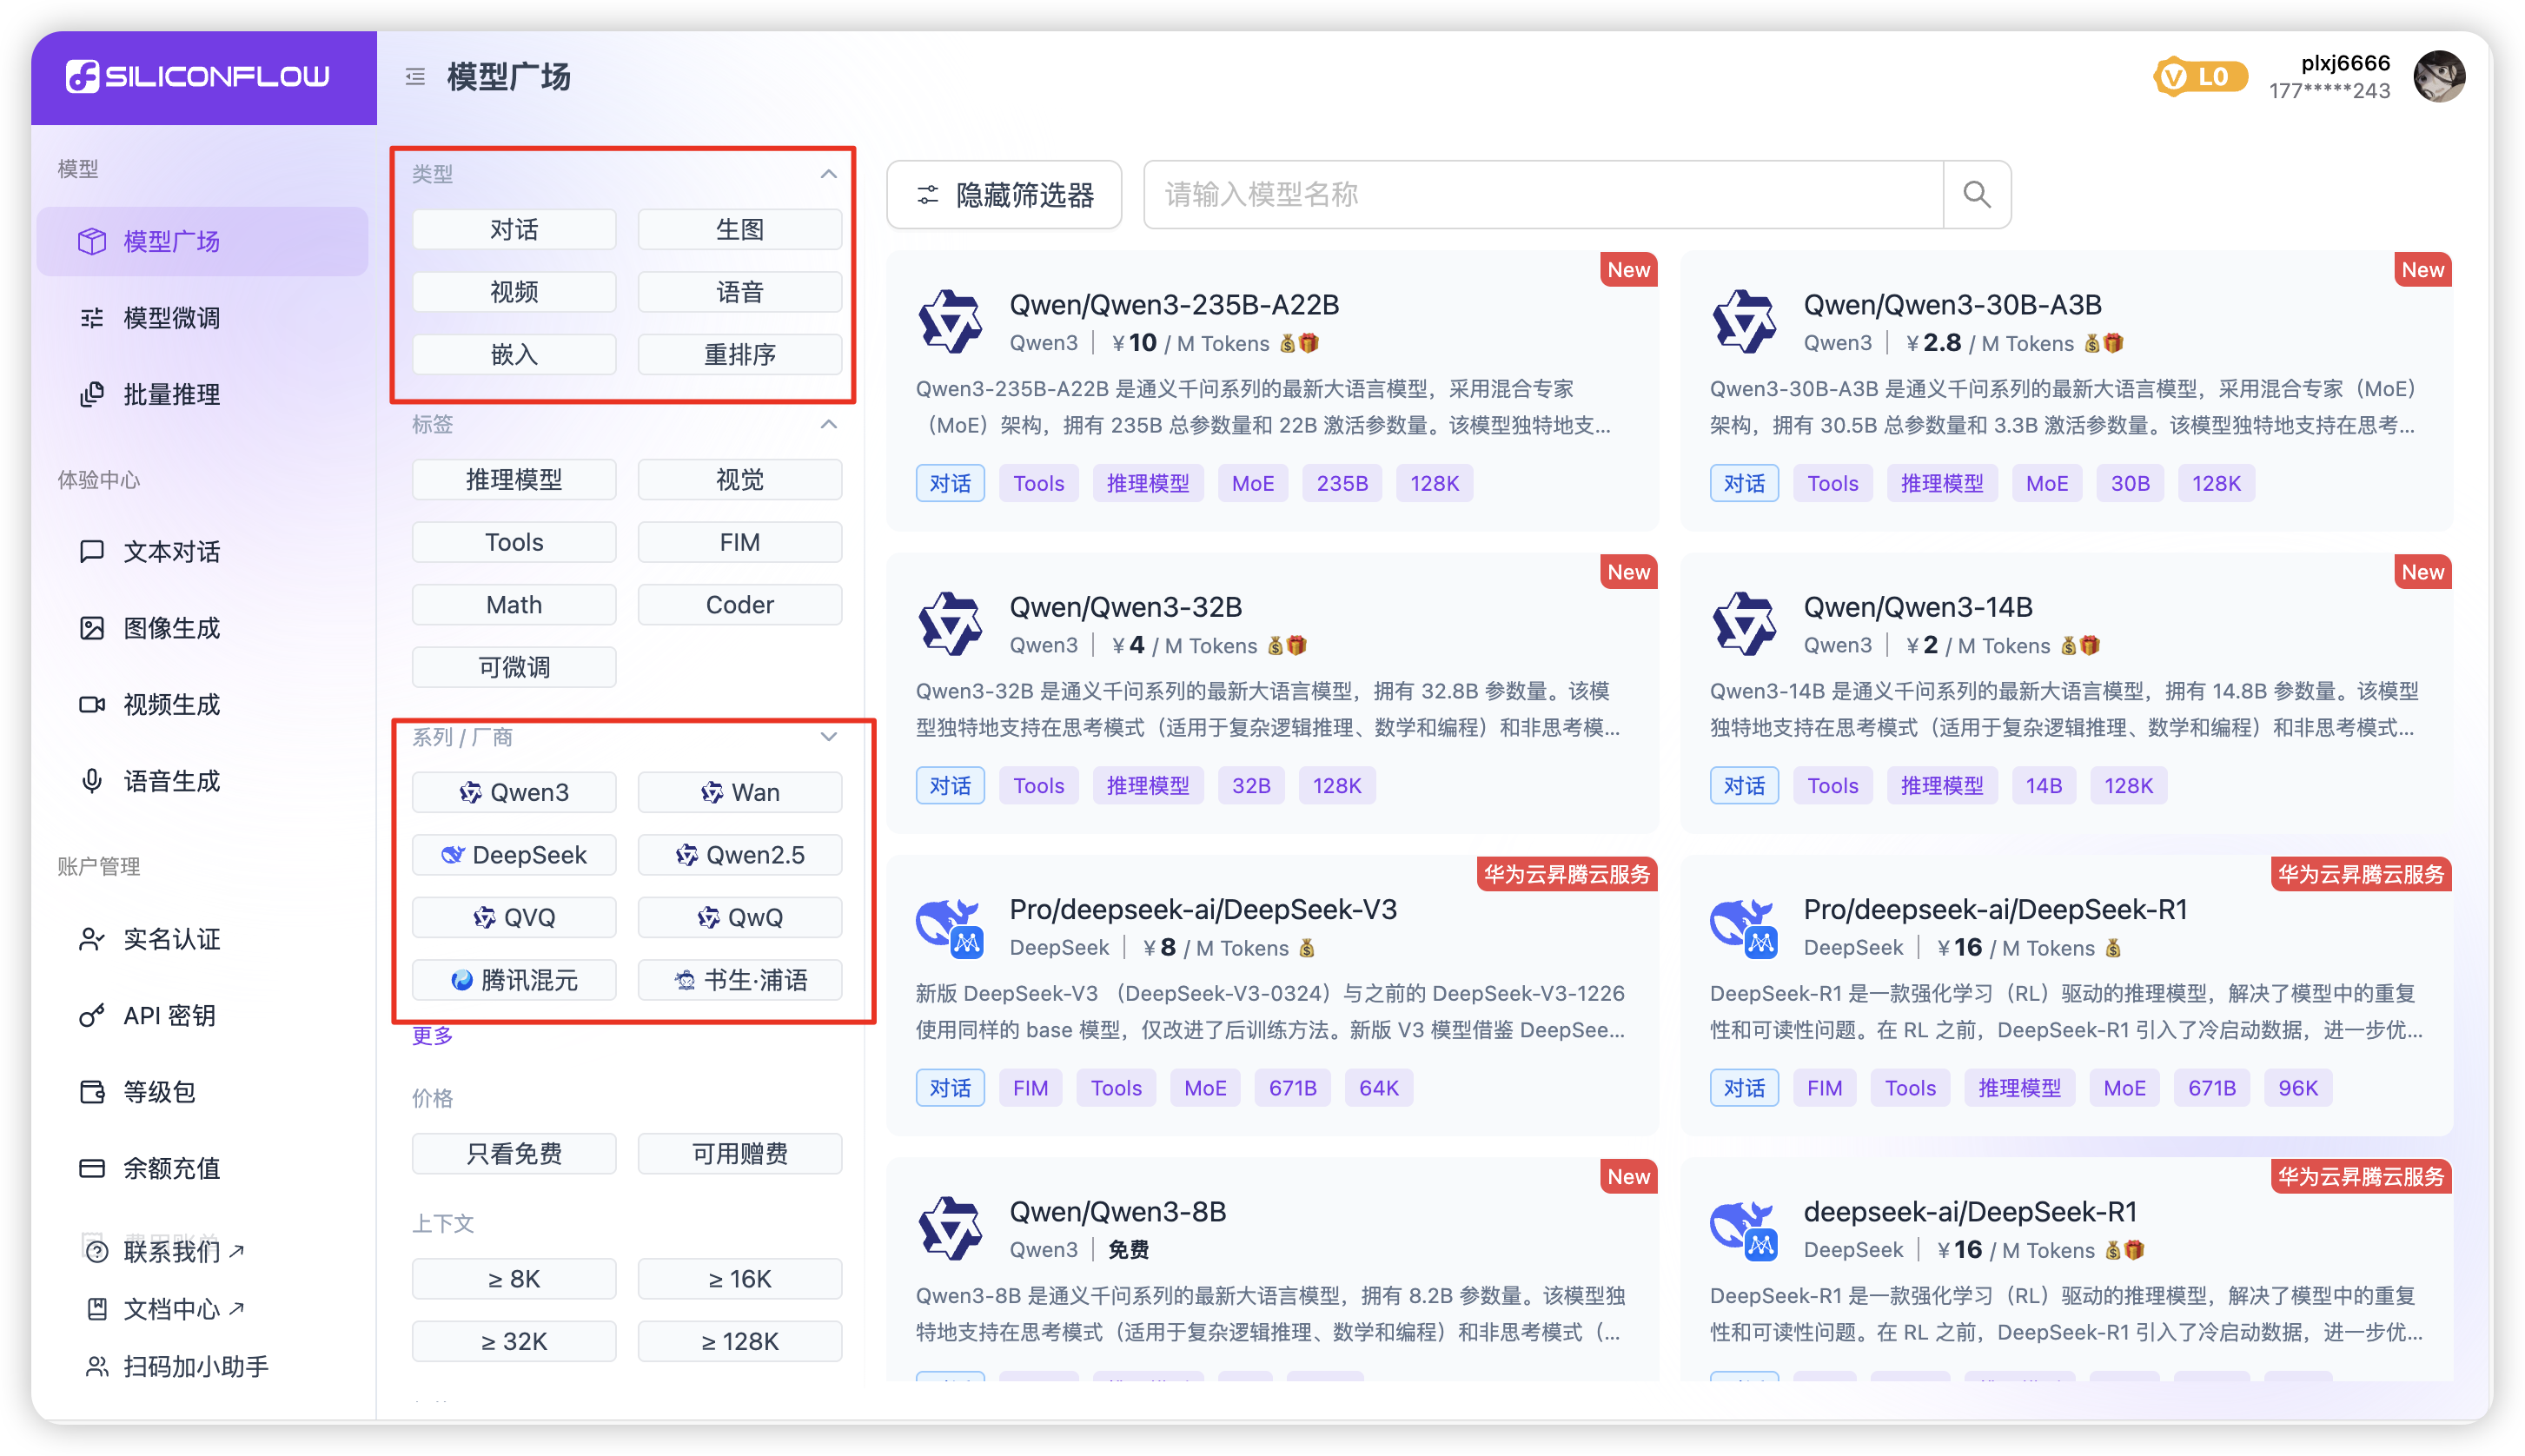 SILICONFLOW
模型广场
L0
plxj6666
177*****243
模型
模型广场
模型微调
批量推理
体验中心
文本对话
图像生成
视频生成
语音生成
账户管理
实名认证
API 密钥
等级包
余额充值
联系我们
文档中心
扫码加小助手
类型
对话
生图
视频
语音
嵌入
重排序
标签
推理模型
视觉
Tools
FIM
Math
Coder
可微调
系列 / 厂商
Qwen3
Wan
DeepSeek
Qwen2.5
QVQ
QwQ
腾讯混元
书生·浦语
更多
价格
只看免费
可用赠费
上下文
≥ 8K
≥ 16K
≥ 32K
≥ 128K
隐藏筛选器
请输入模型名称
New
Qwen/Qwen3-235B-A22B
Qwen3 | ¥ 10 / M Tokens
Qwen3-235B-A22B 是通义千问系列的最新大语言模型，采用混合专家
（MoE）架构，拥有 235B 总参数量和 22B 激活参数量。该模型独特地支...
对话 Tools 推理模型 MoE 235B 128K
New
Qwen/Qwen3-30B-A3B
Qwen3 | ¥ 2.8 / M Tokens
Qwen3-30B-A3B 是通义千问系列的最新大语言模型，采用混合专家（MoE）
架构，拥有 30.5B 总参数量和 3.3B 激活参数量。该模型独特地支持在思考...
对话 Tools 推理模型 MoE 30B 128K
New
Qwen/Qwen3-32B
Qwen3 | ¥ 4 / M Tokens
Qwen3-32B 是通义千问系列的最新大语言模型，拥有 32.8B 参数量。该模
型独特地支持在思考模式（适用于复杂逻辑推理、数学和编程）和非思考模...
对话 Tools 推理模型 32B 128K
New
Qwen/Qwen3-14B
Qwen3 | ¥ 2 / M Tokens
Qwen3-14B 是通义千问系列的最新大语言模型，拥有 14.8B 参数量。该模型
独特地支持在思考模式（适用于复杂逻辑推理、数学和编程）和非思考模式...
对话 Tools 推理模型 14B 128K
华为云昇腾云服务
Pro/deepseek-ai/DeepSeek-V3
DeepSeek | ¥ 8 / M Tokens
新版 DeepSeek-V3 （DeepSeek-V3-0324）与之前的 DeepSeek-V3-1226
使用同样的 base 模型，仅改进了后训练方法。新版 V3 模型借鉴 DeepSee...
对话 FIM Tools MoE 671B 64K
华为云昇腾云服务
Pro/deepseek-ai/DeepSeek-R1
DeepSeek | ¥ 16 / M Tokens
DeepSeek-R1 是一款强化学习（RL）驱动的推理模型，解决了模型中的重复
性和可读性问题。在 RL 之前，DeepSeek-R1 引入了冷启动数据，进一步优...
对话 FIM Tools 推理模型 MoE 671B 96K
New
Qwen/Qwen3-8B
Qwen3 | 免费
Qwen3-8B 是通义千问系列的最新大语言模型，拥有 8.2B 参数量。该模型独
特地支持在思考模式（适用于复杂逻辑推理、数学和编程）和非思考模式（...
华为云昇腾云服务
deepseek-ai/DeepSeek-R1
DeepSeek | ¥ 16 / M Tokens
DeepSeek-R1 是一款强化学习（RL）驱动的推理模型，解决了模型中的重复
性和可读性问题。在 RL 之前，DeepSeek-R1 引入了冷启动数据，进一步优...